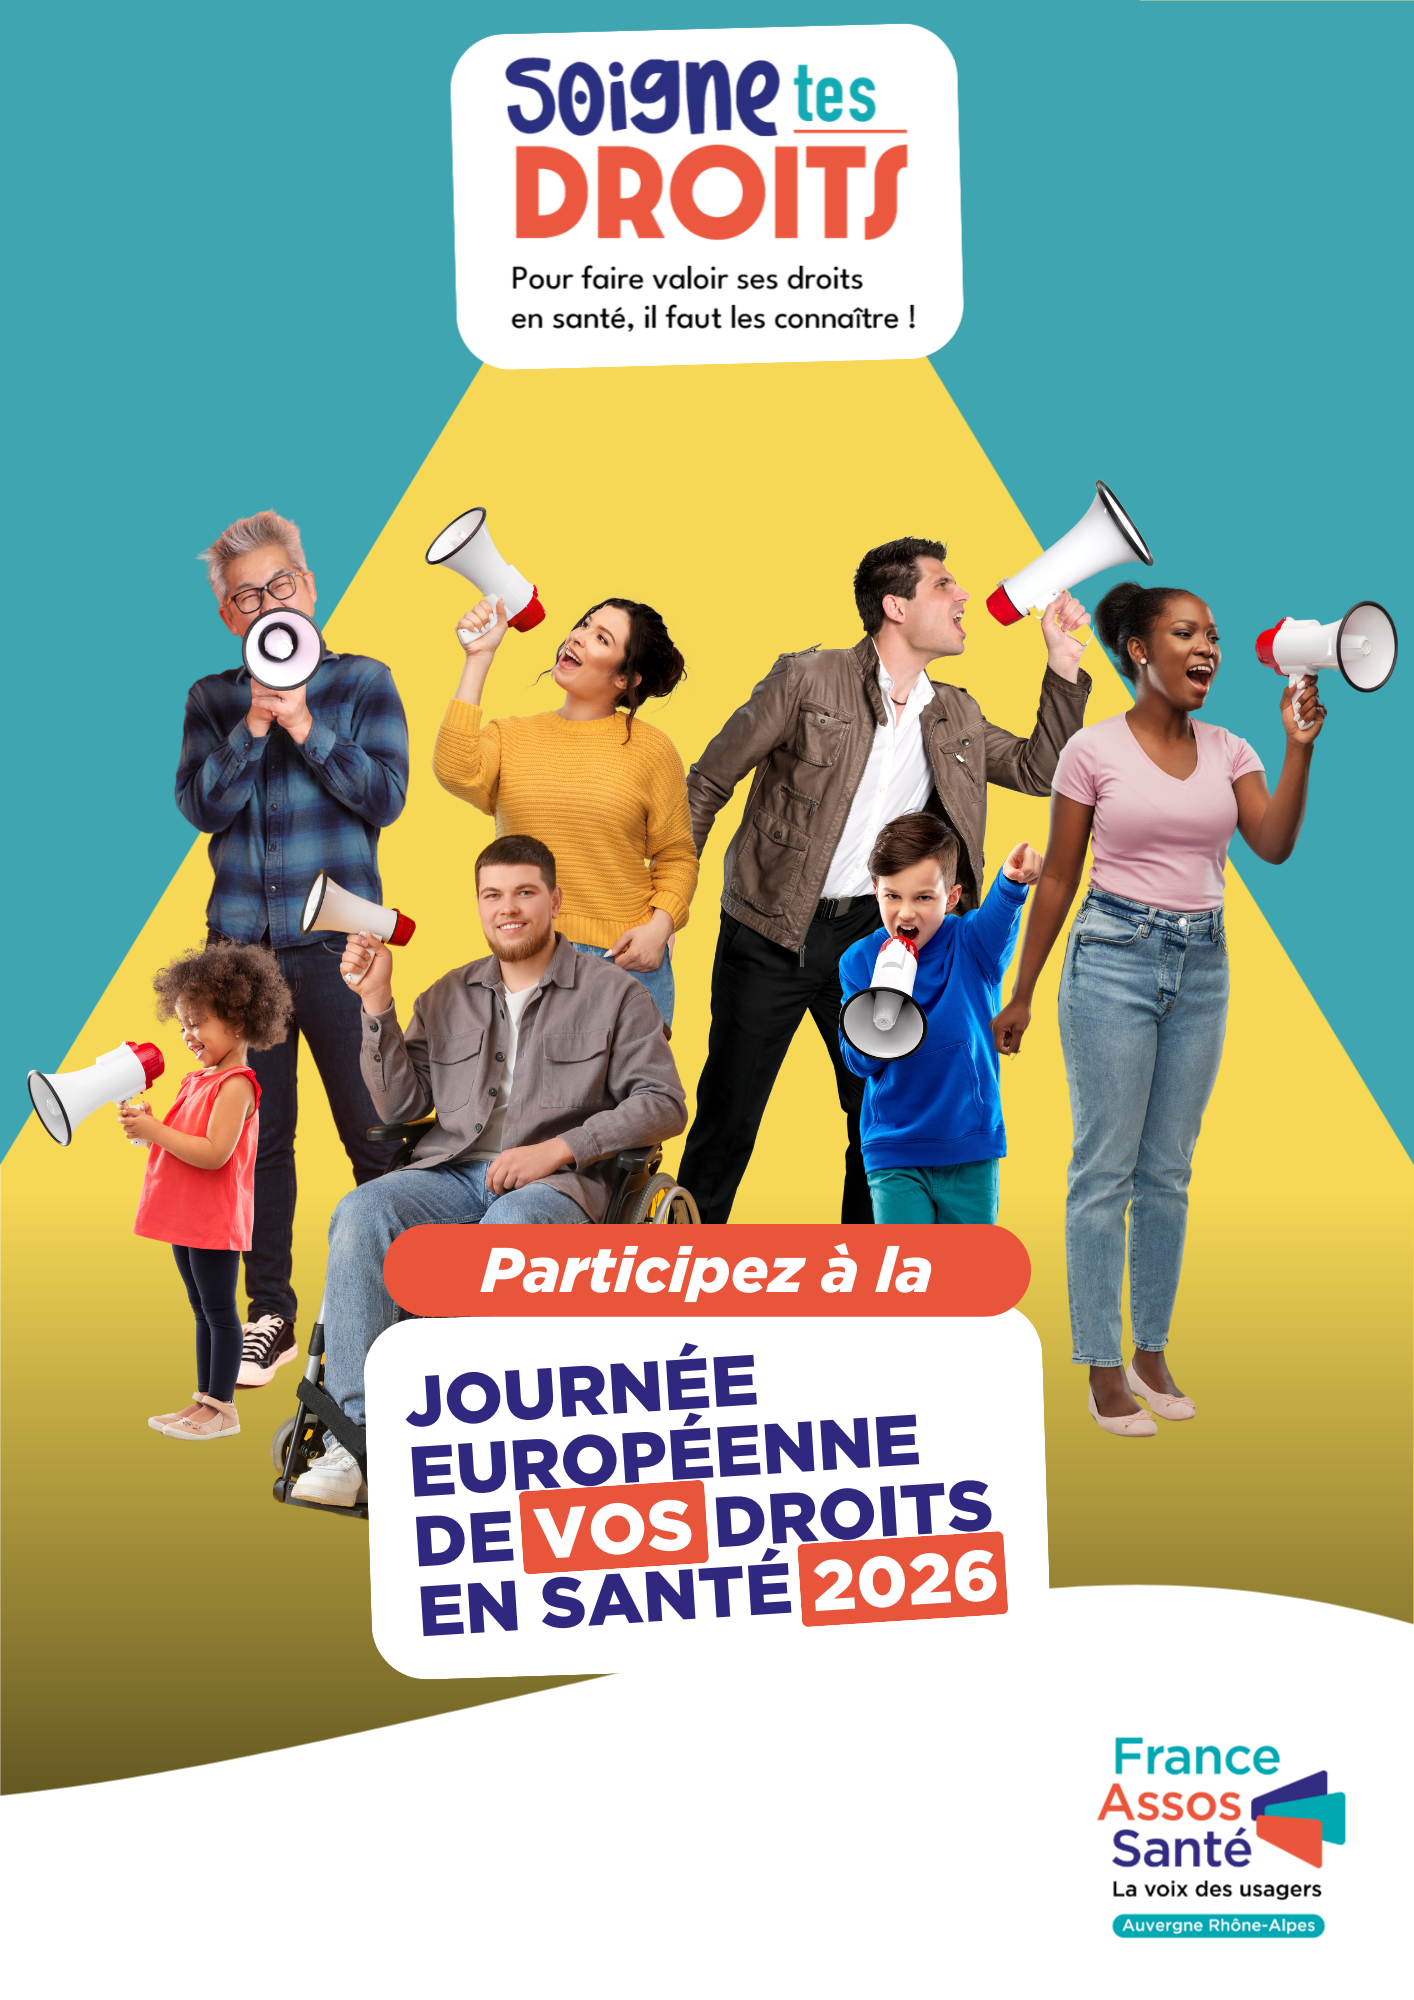 Soigne tes
DROITS
Pour faire valoir ses droits
en santé, il faut les connaître !
Participez à la
JOURNÉE
EUROPÉENNE
DE VOS DROITS
EN SANTÉ 2026
France
Assos
Santé
La voix des usagers
Auvergne Rhône-Alpes